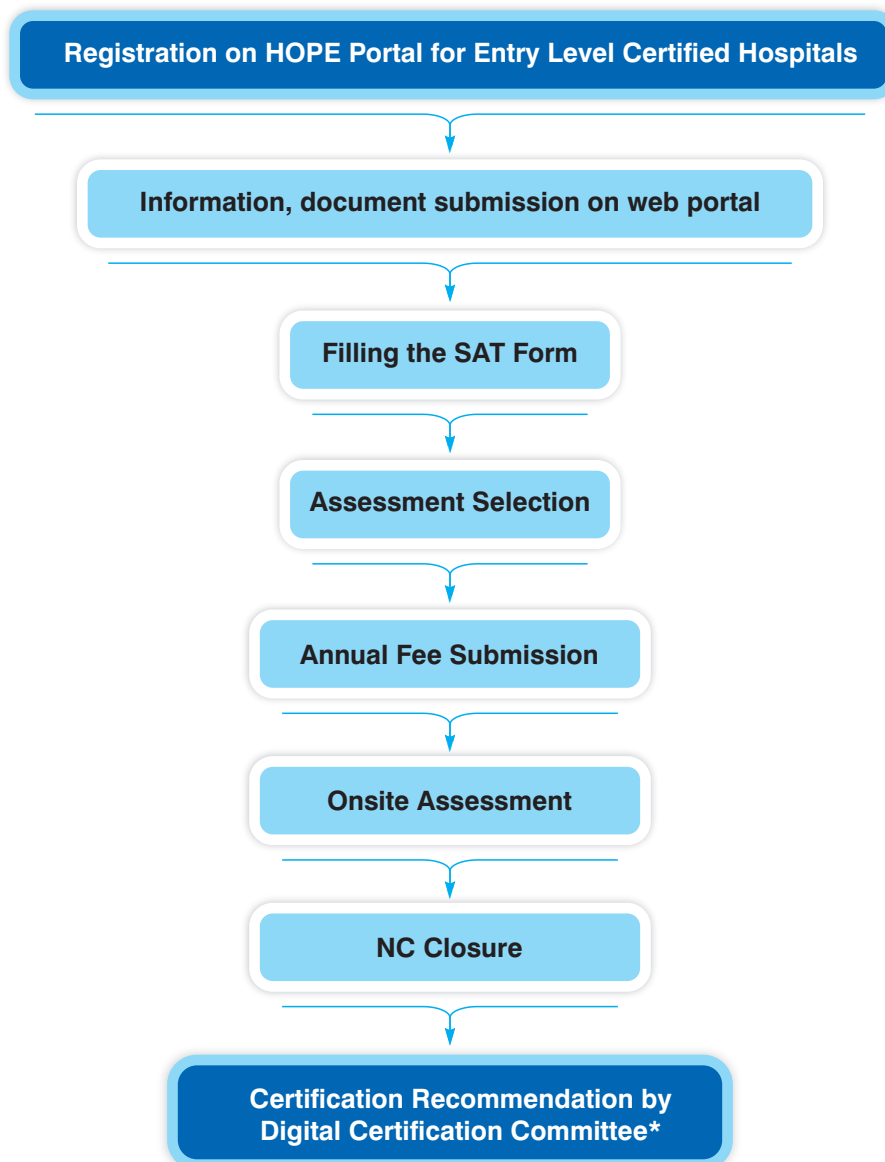 Registration on HOPE Portal for Entry Level Certified Hospitals
Information, document submission on web portal
Filling the SAT Form
Assessment Selection
Annual Fee Submission
Onsite Assessment
NC Closure
Certification Recommendation by
Digital Certification Committee*